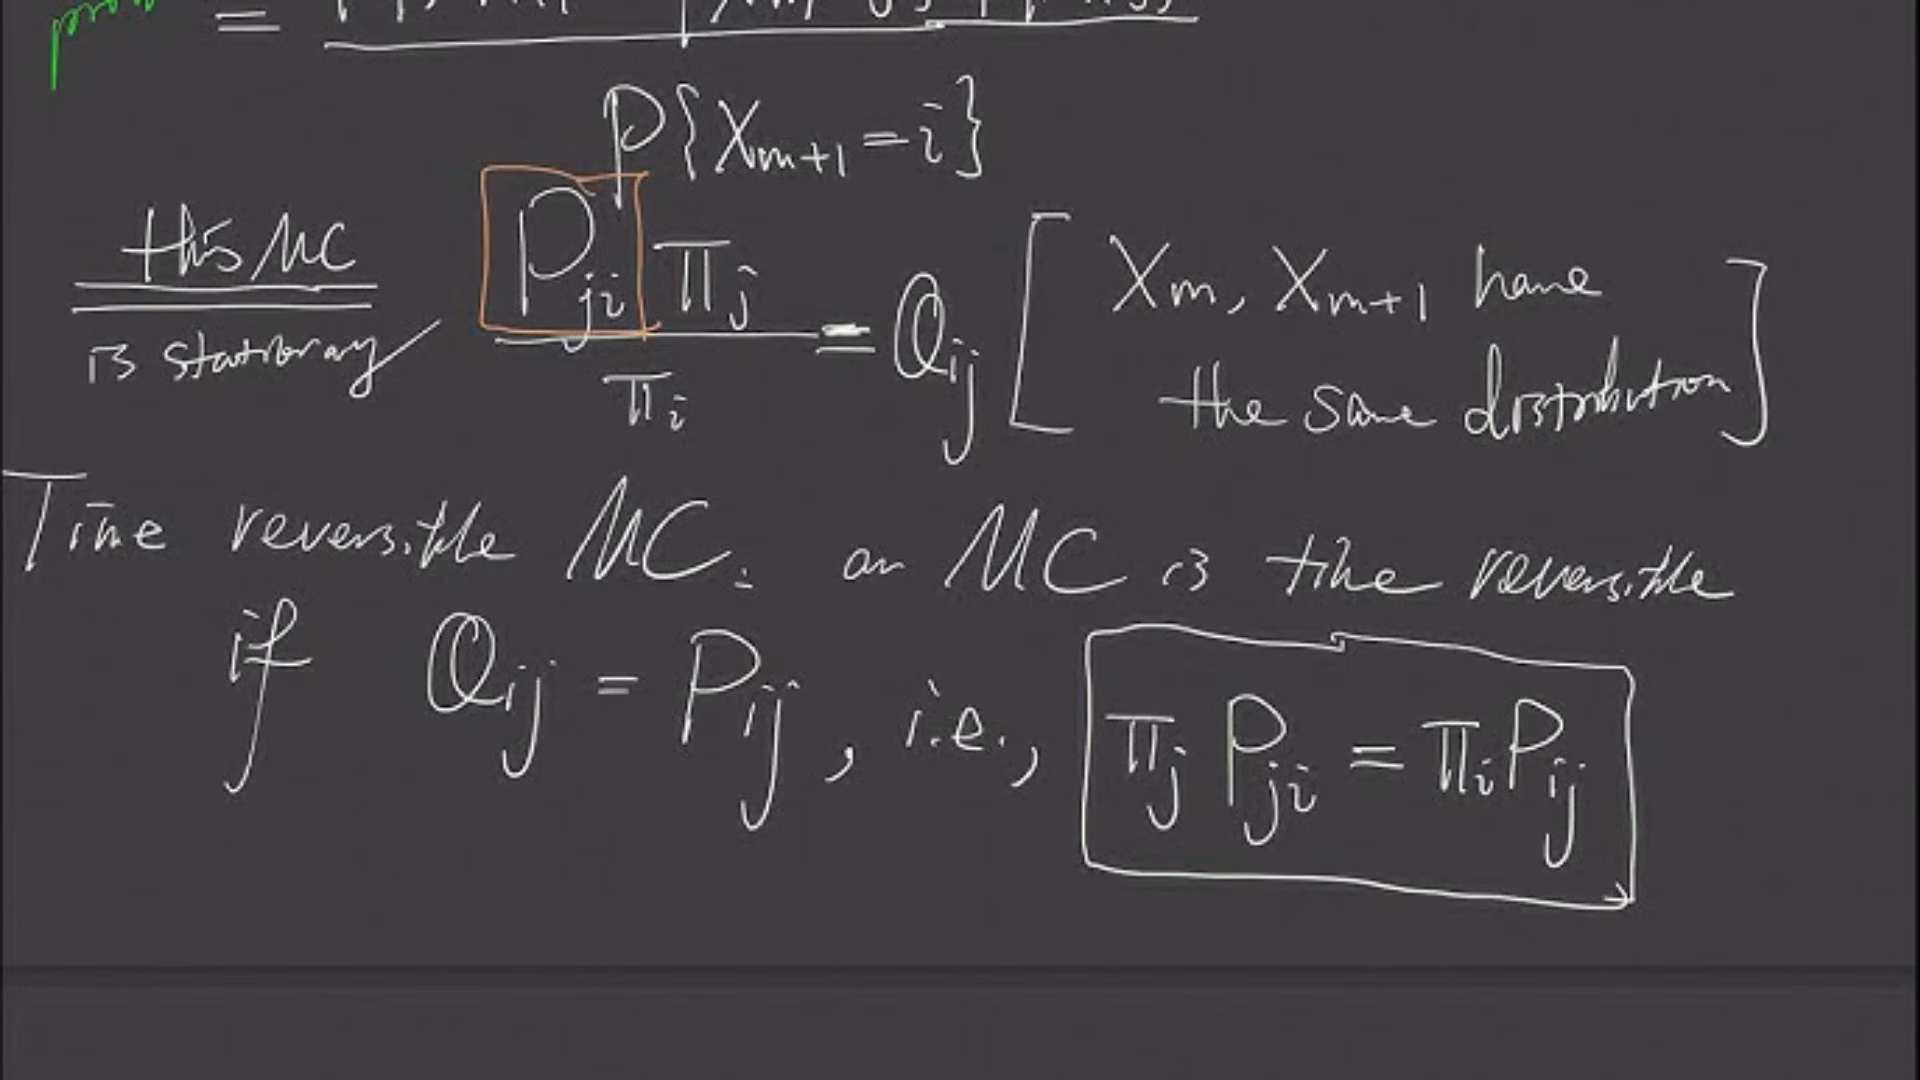 =
P{Xm+1 = i}
this MC
is stationary
Pji πj / πi = Qij [Xm, Xm+1 have
the same distribution]
Time reversible MC. an MC is time reversible
if Qij = Pij, i.e., πj Pji = πi Pij